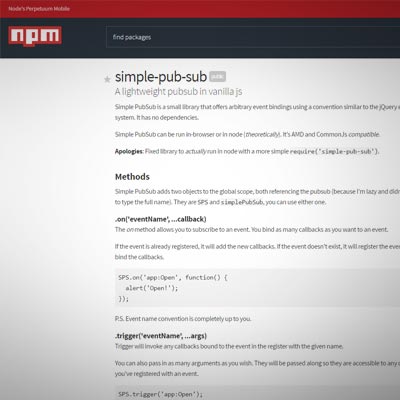 Node's Perpetuum Mobile
npm
find packages
simple-pub-sub public
A lightweight pubsub in vanilla js
Simple PubSub is a small library that offers arbitrary event bindings using a convention similar to the jQuery e
system. It has no dependencies.
Simple PubSub can be run in-browser or in node (theoretically). It's AMD and CommonJs compatible.
Apologies: Fixed library to actually run in node with a more simple require('simple-pub-sub').
Methods
Simple PubSub adds two objects to the global scope, both referencing the pubsub (because I'm lazy and didn
to type the full name). They are SPS and simplePubSub, you can use either one.
.on('eventName', ...callback)
The on method allows you to subscribe to an event. You bind as many callbacks as you want to an event.
If the event is already registered, it will add the new callbacks. If the event doesn't exist, it will register the even
bind the callbacks.
SPS.on('app:Open', function() {
alert('Open!');
});
P.S. Event name convention is completely up to you.
.trigger('eventName', ...args)
Trigger will invoke any callbacks bound to the event in the register with the given name.
You can also pass in as many arguments as you wish. They will be passed along so they are accessible to any c
you've registered with an event.
SPS.trigger('app:Open');